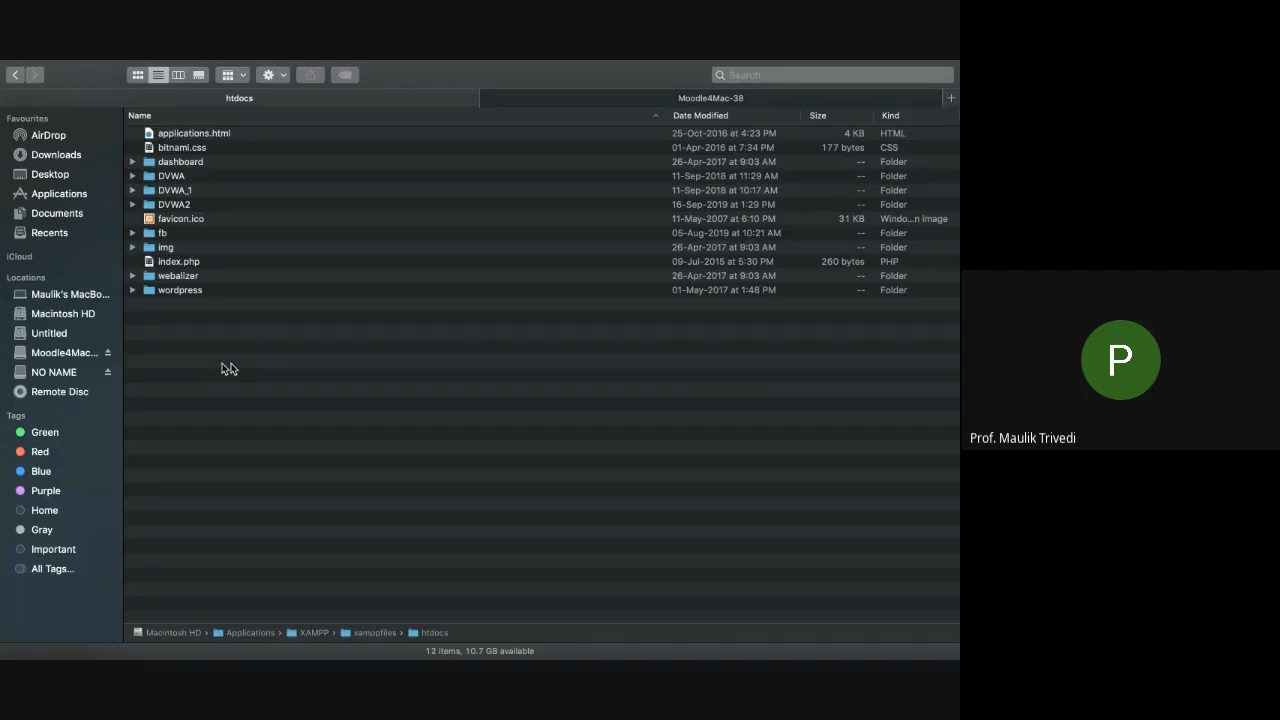 Search
htdocs
Moodle4Mac-38
Favourites
AirDrop
Downloads
Desktop
Applications
Documents
Recents
iCloud
Locations
Maulik's MacBo...
Macintosh HD
Untitled
Moodle4Mac...
NO NAME
Remote Disc
Tags
Green
Red
Blue
Purple
Home
Gray
Important
All Tags...
Name Date Modified Size Kind
applications.html 25-Oct-2016 at 4:23 PM 4 KB HTML
bitnami.css 01-Apr-2016 at 7:34 PM 177 bytes CSS
dashboard 26-Apr-2017 at 9:03 AM -- Folder
DVWA 11-Sep-2018 at 11:29 AM -- Folder
DVWA_1 11-Sep-2018 at 10:17 AM -- Folder
DVWA2 16-Sep-2019 at 1:29 PM -- Folder
favicon.ico 11-May-2007 at 6:10 PM 31 KB Windo...n image
fb 05-Aug-2019 at 10:21 AM -- Folder
img 26-Apr-2017 at 9:03 AM -- Folder
index.php 09-Jul-2015 at 5:30 PM 260 bytes PHP
webalizer 26-Apr-2017 at 9:03 AM -- Folder
wordpress 01-May-2017 at 1:48 PM -- Folder
Macintosh HD › Applications › XAMPP › xamppfiles › htdocs
12 items, 10.7 GB available
P
Prof. Maulik Trivedi